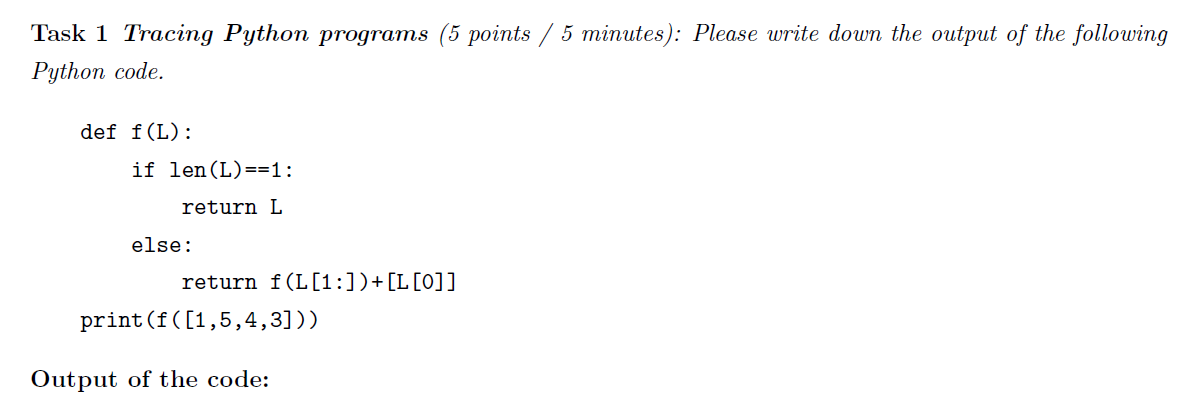 Task 1 Tracing Python programs (5 points / 5 minutes): Please write down the output of the following
Python code.
def f(L):
    if len(L)==1:
        return L
    else:
        return f(L[1:])+[L[0]]
print(f([1,5,4,3]))
Output of the code: